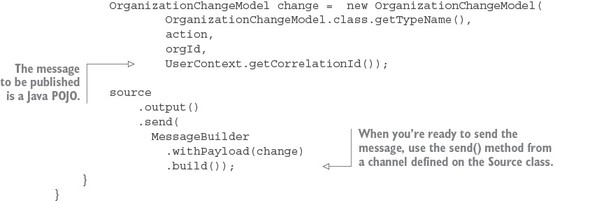 OrganizationChangeModel change =  new OrganizationChangeModel(
OrganizationChangeModel.class.getTypeName(),
action,
orgId,
UserContext.getCorrelationId());
The message
to be published
is a Java POJO.
source
.output()
.send(
MessageBuilder
.withPayload(change)
.build());
When you're ready to send the
message, use the send() method from
a channel defined on the Source class.
}
}